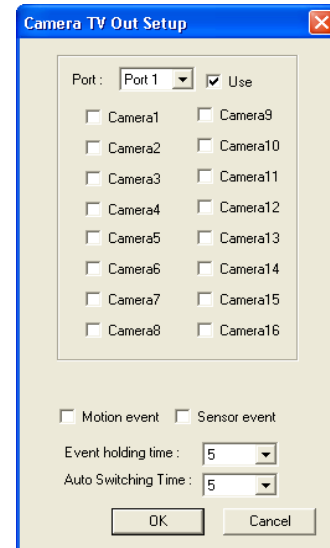 Camera TV Out Setup
Port : Port 1 Use
Camera1 Camera9
Camera2 Camera10
Camera3 Camera11
Camera4 Camera12
Camera5 Camera13
Camera6 Camera14
Camera7 Camera15
Camera8 Camera16
Motion event Sensor event
Event holding time : 5
Auto Switching Time : 5
OK Cancel